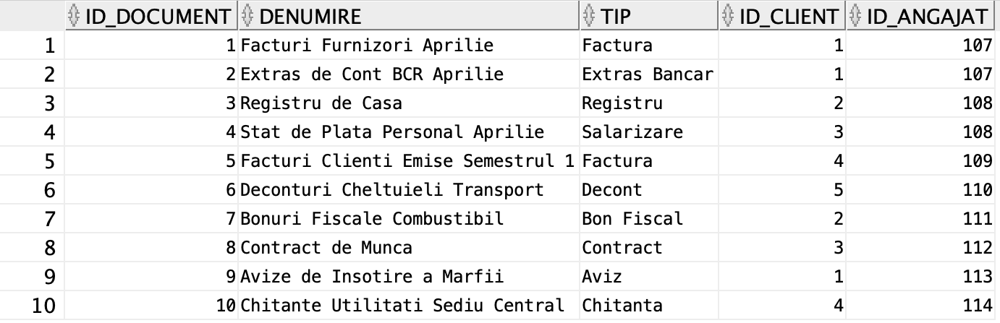 ID_DOCUMENT DENUMIRE TIP ID_CLIENT ID_ANGAJAT
1 1 Facturi Furnizori Aprilie Factura 1 107
2 2 Extras de Cont BCR Aprilie Extras Bancar 1 107
3 3 Registru de Casa Registru 2 108
4 4 Stat de Plata Personal Aprilie Salarizare 3 108
5 5 Facturi Clienti Emise Semestrul 1 Factura 4 109
6 6 Deconturi Cheltuieli Transport Decont 5 110
7 7 Bonuri Fiscale Combustibil Bon Fiscal 2 111
8 8 Contract de Munca Contract 3 112
9 9 Avize de Insotire a Marfii Aviz 1 113
10 10 Chitante Utilitati Sediu Central Chitanta 4 114